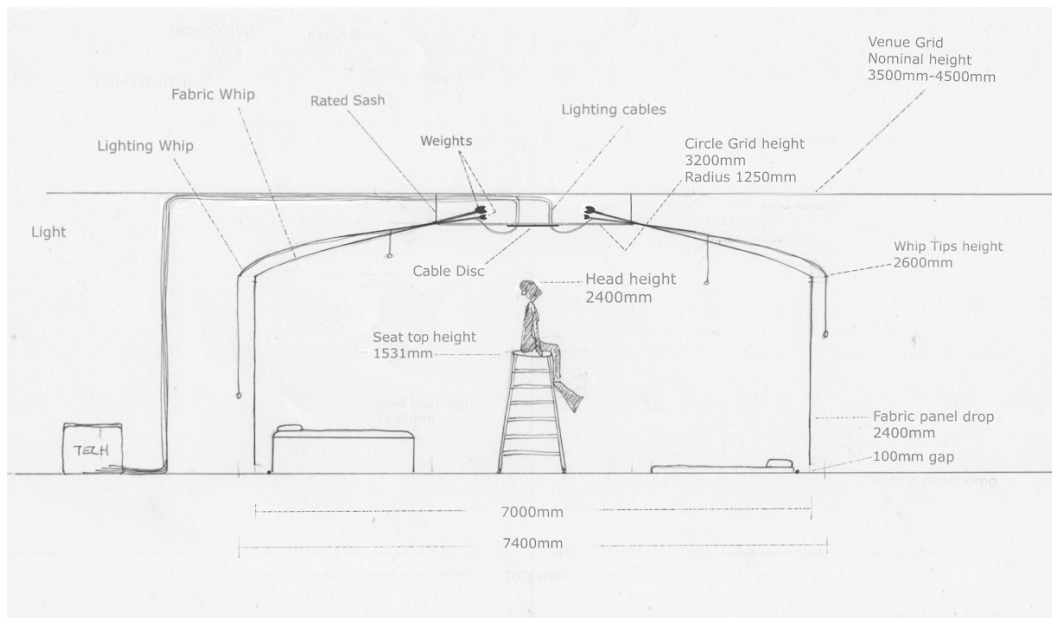 Venue Grid
Nominal height
3500mm-4500mm
Fabric Whip
Rated Sash
Lighting cables
Lighting Whip
Weights
Circle Grid height
3200mm
Radius 1250mm
Light
Cable Disc
Head height
2400mm
Whip Tips height
2600mm
Seat top height
1531mm
Fabric panel drop
2400mm
TECH
100mm gap
7000mm
7400mm